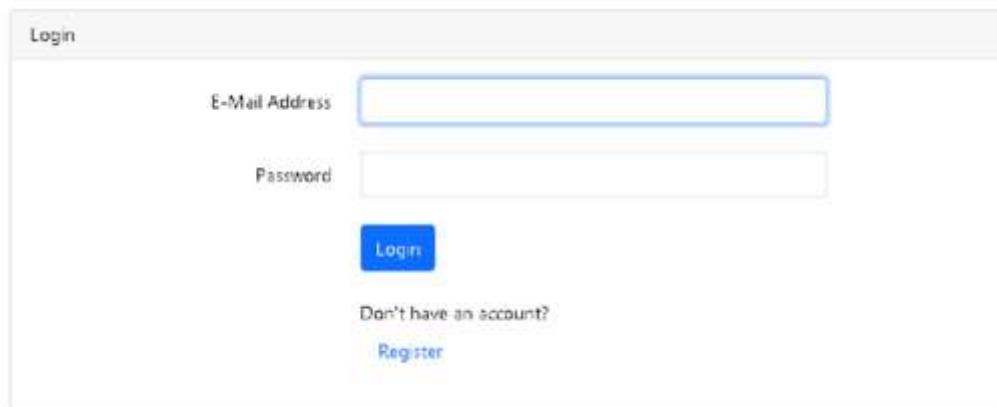 Login
E-Mail Address
Password
Login
Don't have an account?
Register